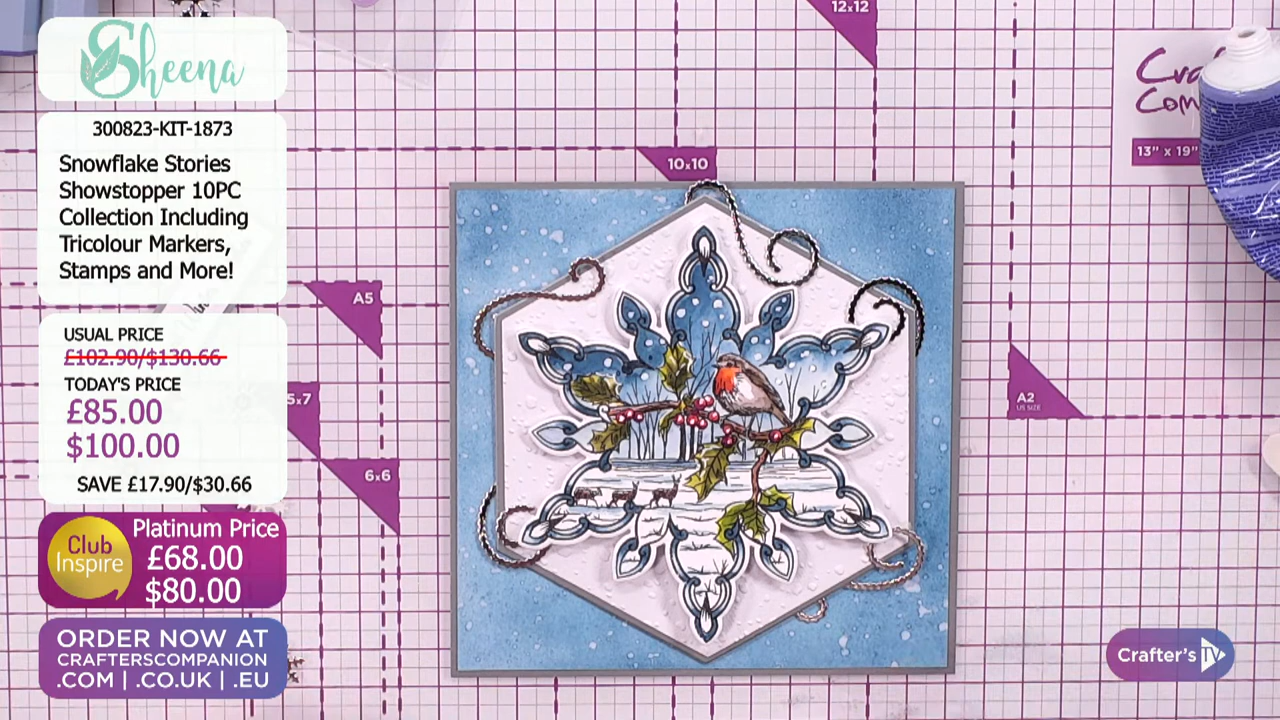 Sheena
300823-KIT-1873
Snowflake Stories
Showstopper 10PC
Collection Including
Tricolour Markers,
Stamps and More!
USUAL PRICE
£102.90/$130.66
TODAY'S PRICE
£85.00
$100.00
SAVE £17.90/$30.66
Club
Inspire
Platinum Price
£68.00
$80.00
ORDER NOW AT
CRAFTERSCOMPANION
.COM | .CO.UK | .EU
12x12
10x10
13" x 19"
A5
5x7
6x6
A2
US SIZE
Crafter's TV